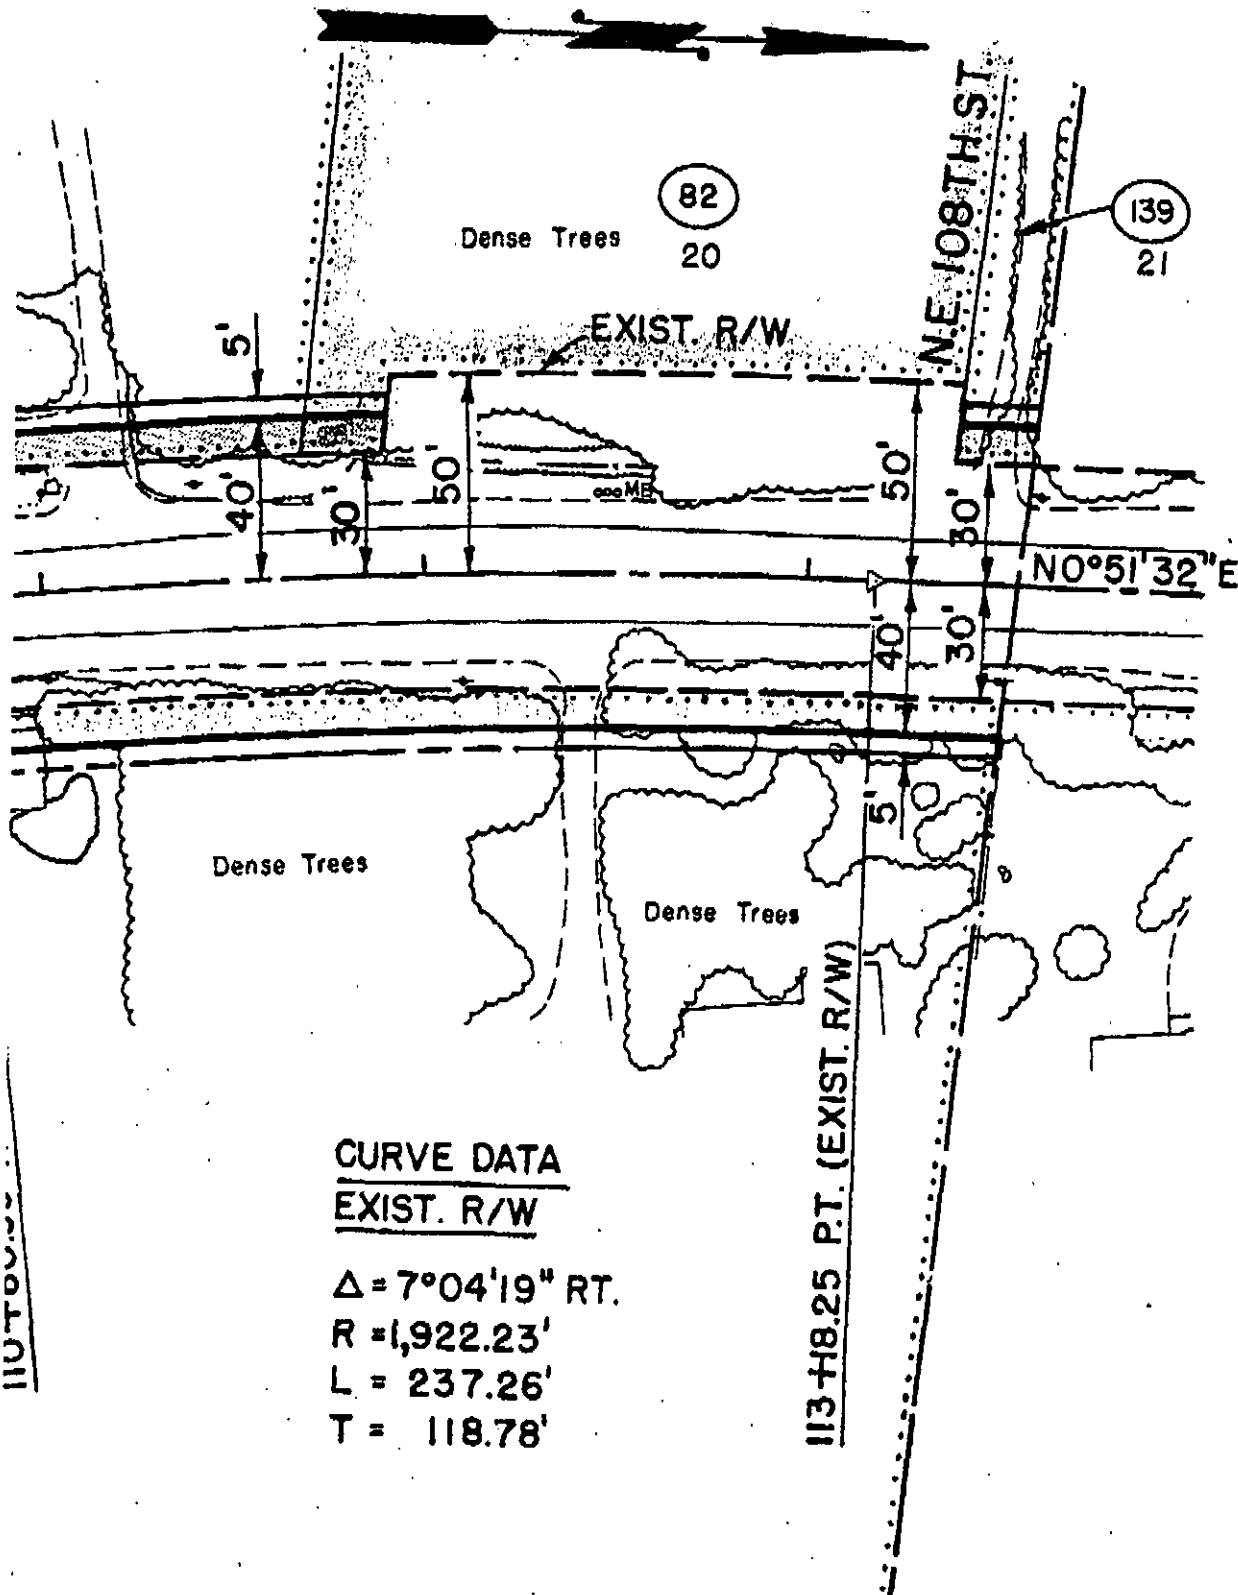 N.E. 108TH ST
82
20
139
21
Dense Trees
EXIST. R/W
5'
40'
30'
50'
50'
30'
N0°51'32"E
40'
30'
5'
Dense Trees
Dense Trees
113+18.25 P.T. (EXIST. R/W)
CURVE DATA
EXIST. R/W
Δ = 7°04'19" RT.
R = 1,922.23'
L = 237.26'
T = 118.78'